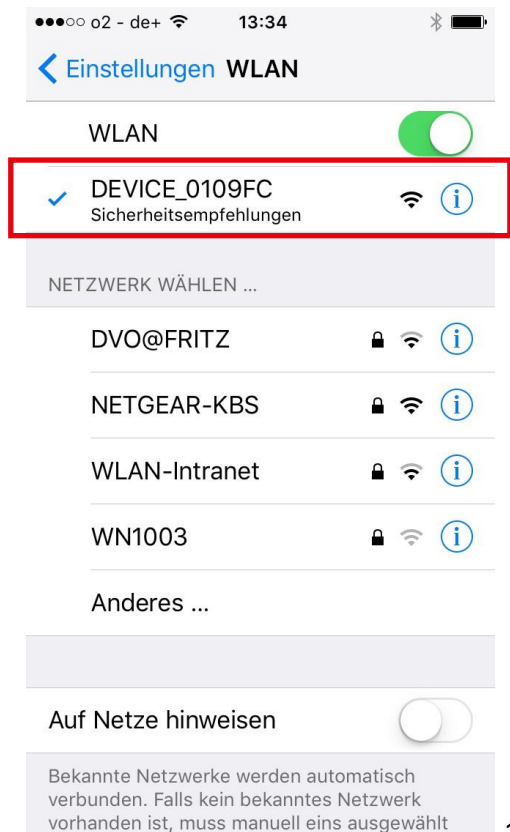 o2 - de+ 13:34
Einstellungen WLAN
WLAN
DEVICE_0109FC
Sicherheitsempfehlungen
NETZWERK WÄHLEN ...
DVO@FRITZ
NETGEAR-KBS
WLAN-Intranet
WN1003
Anderes ...
Auf Netze hinweisen
Bekannte Netzwerke werden automatisch
verbunden. Falls kein bekanntes Netzwerk
vorhanden ist, muss manuell eins ausgewählt